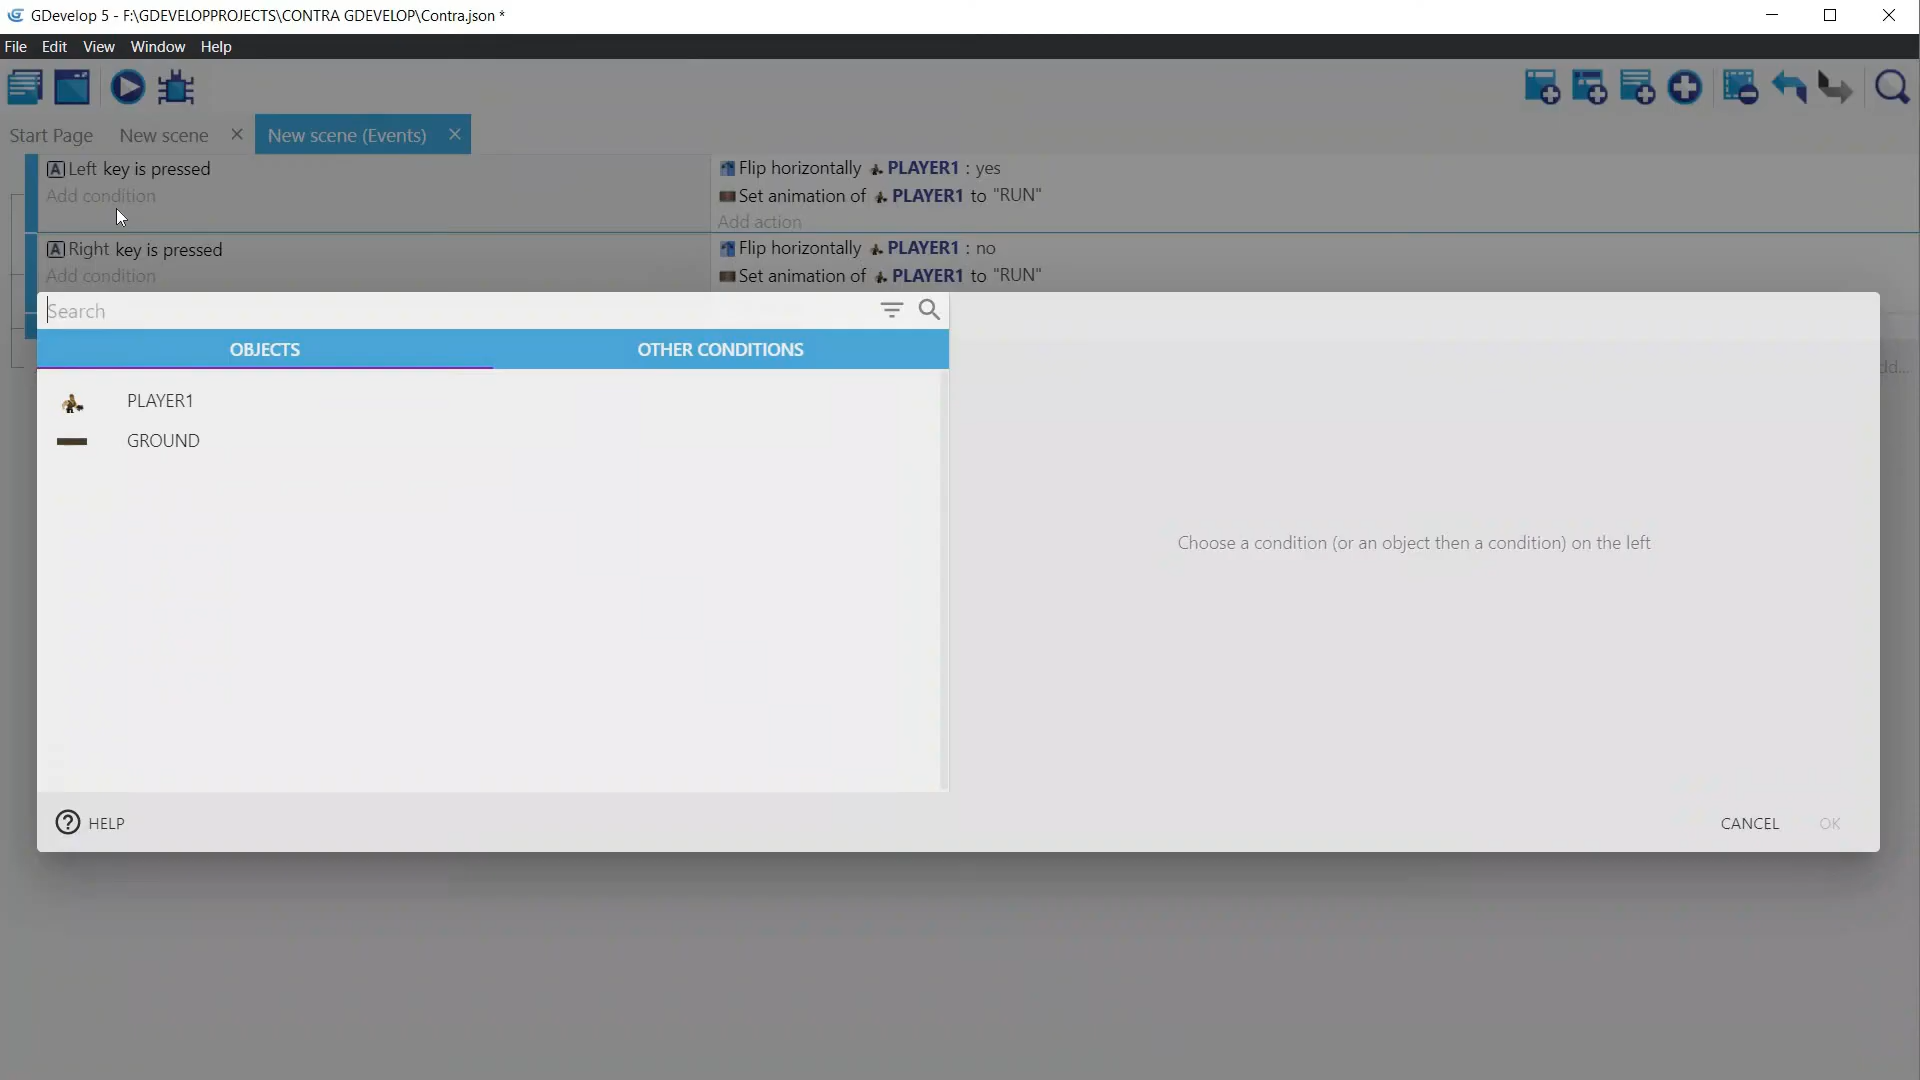 GDevelop 5 - F:\GDEVELOPPROJECTS\CONTRA GDEVELOP\Contra.json *
File Edit View Window Help
Start Page New scene New scene (Events)
Left key is pressed
Add condition
Flip horizontally PLAYER1 : yes
Set animation of PLAYER1 to "RUN"
Add action
Right key is pressed
Add condition
Flip horizontally PLAYER1 : no
Set animation of PLAYER1 to "RUN"
Search
OBJECTS OTHER CONDITIONS
PLAYER1
GROUND
Choose a condition (or an object then a condition) on the left
HELP
CANCEL OK